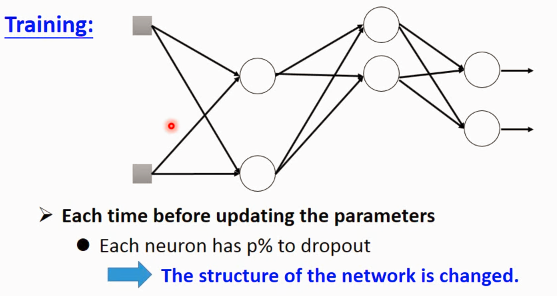 Training:
Each time before updating the parameters
Each neuron has p% to dropout
The structure of the network is changed.